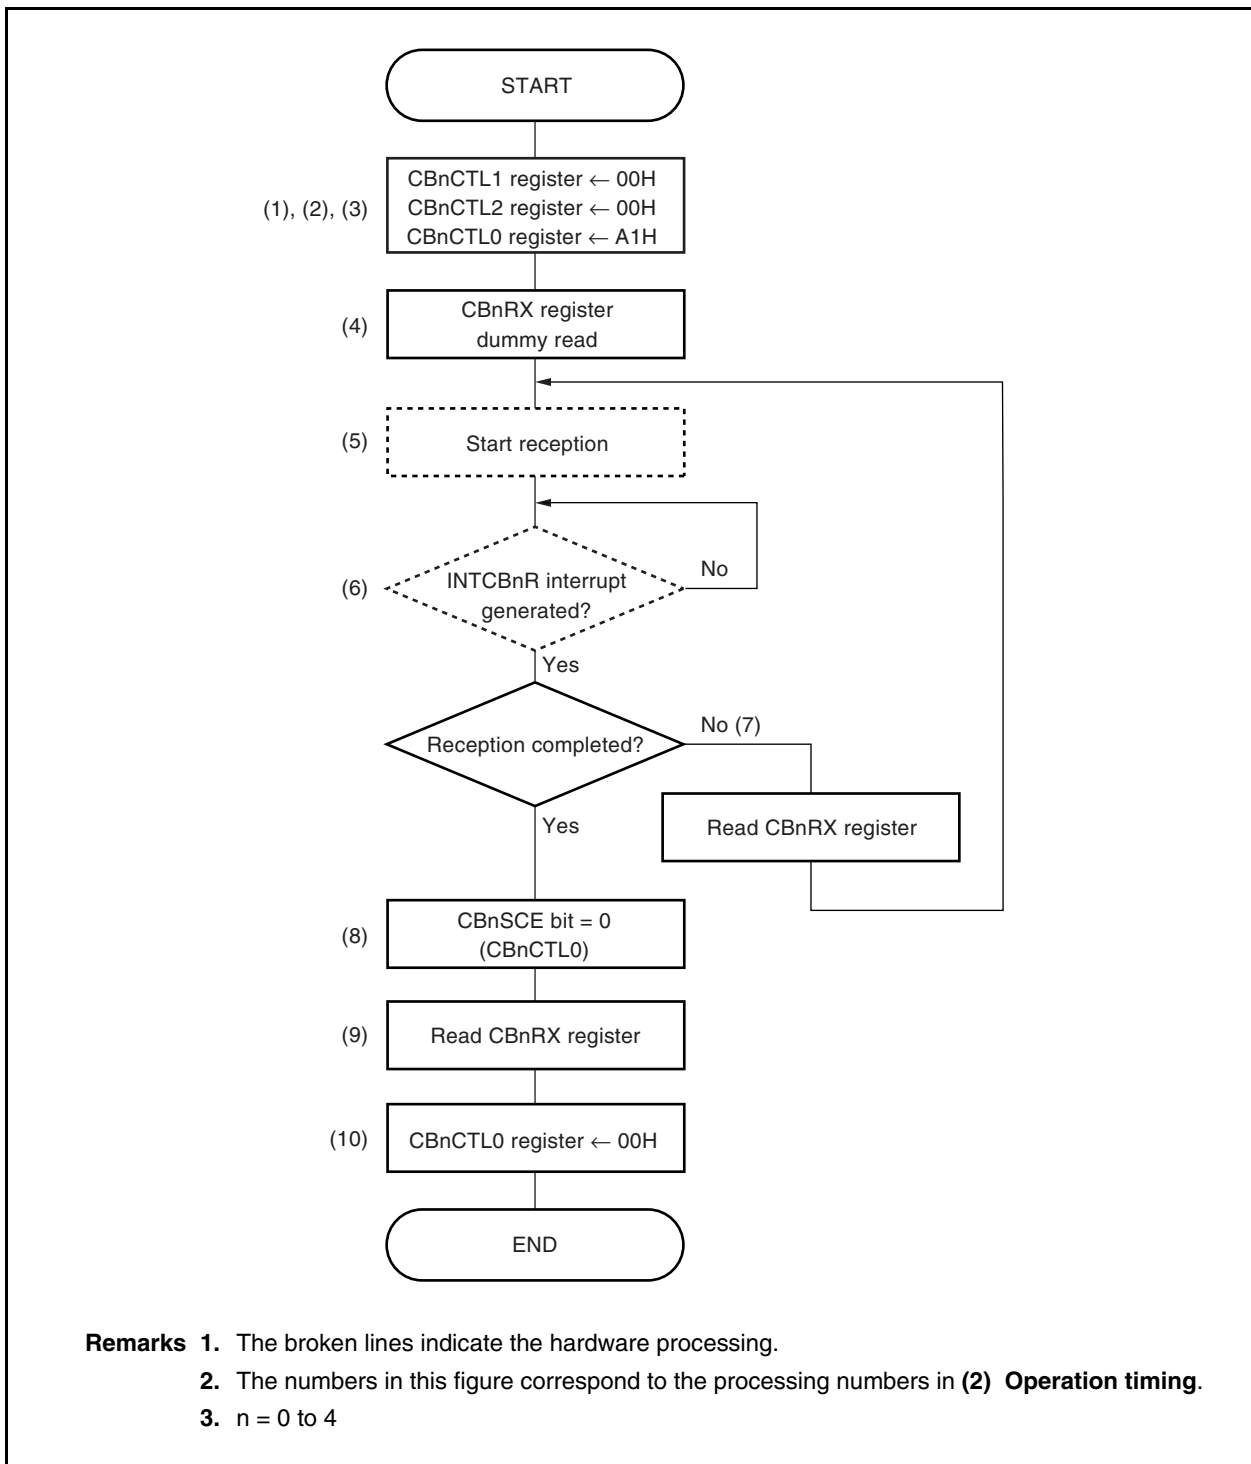 START
(1), (2), (3)
CBnCTL1 register ← 00H
CBnCTL2 register ← 00H
CBnCTL0 register ← A1H
(4)
CBnRX register
dummy read
(5)
Start reception
(6)
INTCBnR interrupt
generated?
No
Yes
Reception completed?
No (7)
Read CBnRX register
Yes
(8)
CBnSCE bit = 0
(CBnCTL0)
(9)
Read CBnRX register
(10)
CBnCTL0 register ← 00H
END
Remarks 1. The broken lines indicate the hardware processing.
2. The numbers in this figure correspond to the processing numbers in (2) Operation timing.
3. n = 0 to 4